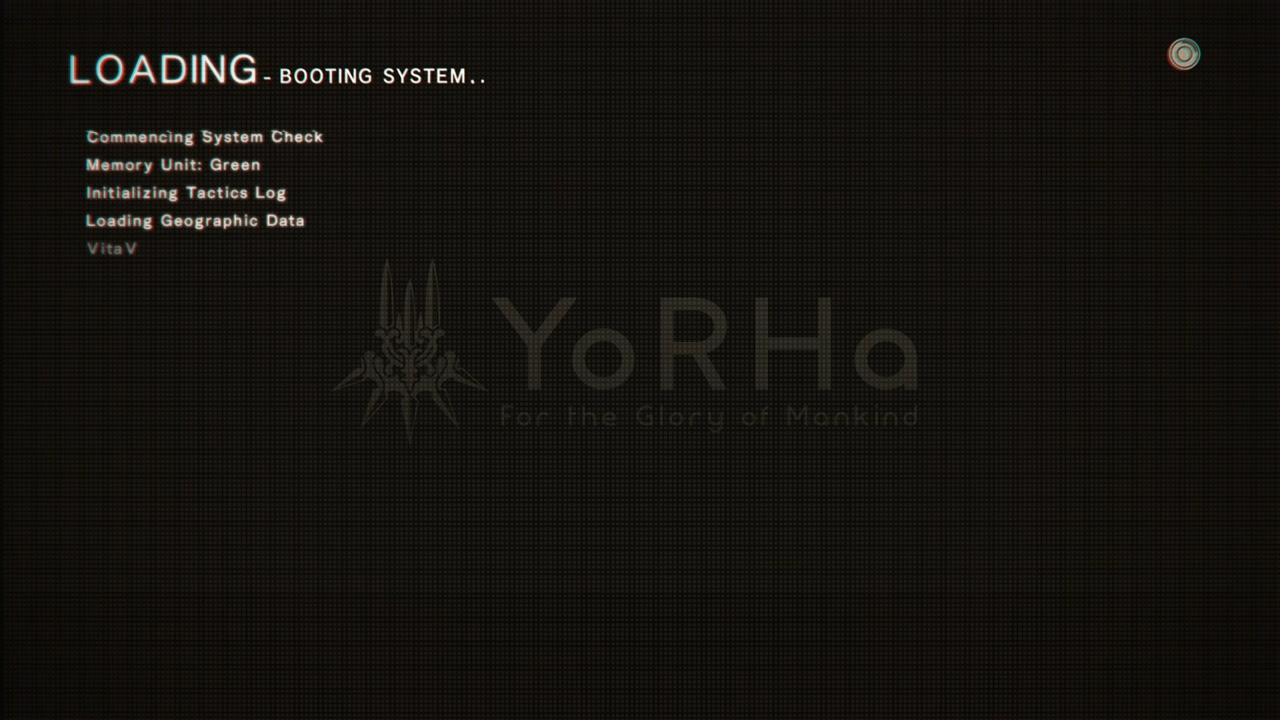 LOADING - BOOTING SYSTEM..
Commencing System Check
Memory Unit: Green
Initializing Tactics Log
Loading Geographic Data
VitaV
YoRHa
For the Glory of Mankind